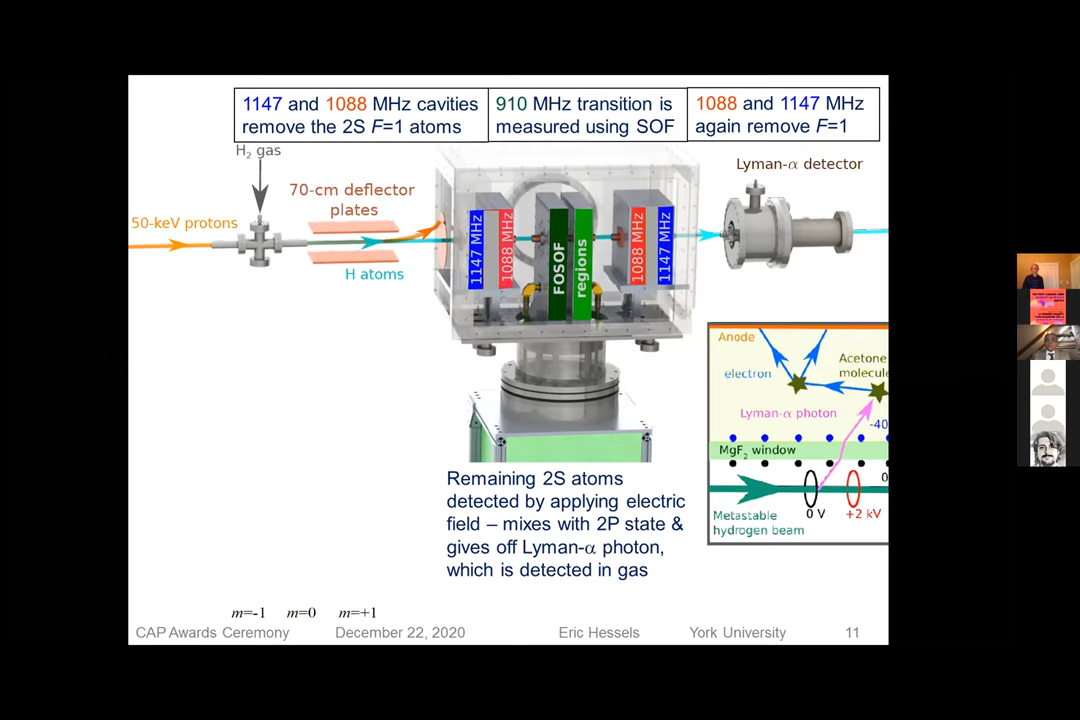 1147 and 1088 MHz cavities
remove the 2S F=1 atoms
910 MHz transition is
measured using SOF
1088 and 1147 MHz
again remove F=1
H2 gas
50-keV protons
70-cm deflector
plates
H atoms
1147 MHz
1088 MHz
FOSOF
regions
1088 MHz
1147 MHz
Lyman-α detector
Anode
electron
Acetone
molecule
Lyman-α photon
-40
MgF2 window
0
0 V
+2 kV
Metastable
hydrogen beam
Remaining 2S atoms
detected by applying electric
field – mixes with 2P state &
gives off Lyman-α photon,
which is detected in gas
m=-1 m=0 m=+1
CAP Awards Ceremony December 22, 2020 Eric Hessels York University 11